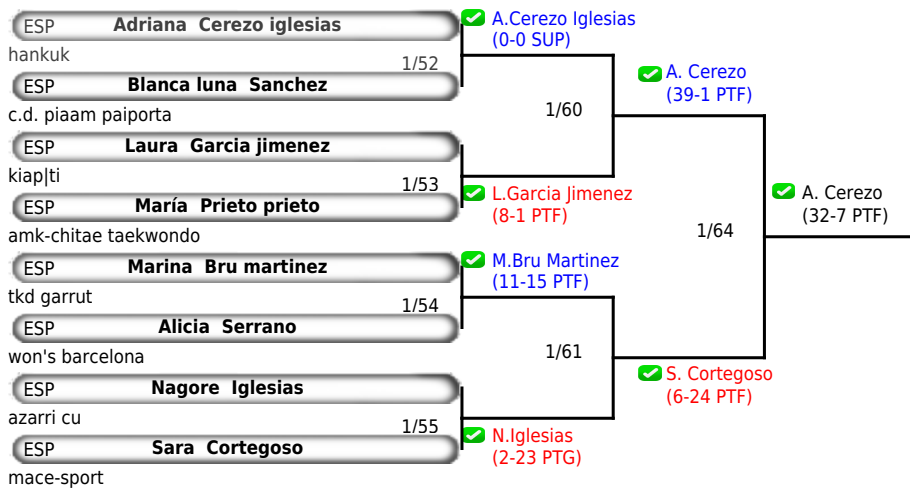 ESP Adriana Cerezo iglesias
hankuk
1/52
ESP Blanca luna Sanchez
c.d. piaam paiporta
ESP Laura Garcia jimenez
kiap|ti
1/53
ESP María Prieto prieto
amk-chitae taekwondo
ESP Marina Bru martinez
tkd garrut
1/54
ESP Alicia Serrano
won's barcelona
ESP Nagore Iglesias
azarri cu
1/55
ESP Sara Cortegoso
mace-sport
A.Cerezo Iglesias
(0-0 SUP)
1/60
L.Garcia Jimenez
(8-1 PTF)
M.Bru Martinez
(11-15 PTF)
1/61
N.Iglesias
(2-23 PTG)
A. Cerezo
(39-1 PTF)
1/64
S. Cortegoso
(6-24 PTF)
A. Cerezo
(32-7 PTF)